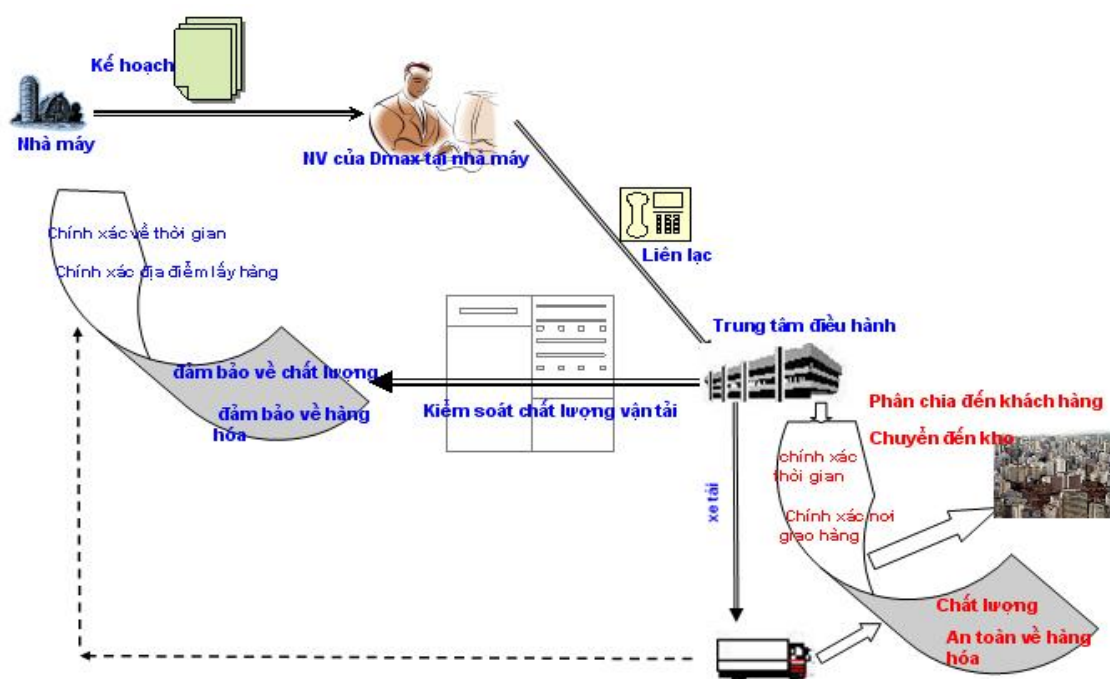 Kế hoạch
Nhà máy
NV của Dmax tại nhà máy
Liên lạc
Chính xác về thời gian
Chính xác địa điểm lấy hàng
Trung tâm điều hành
đảm bảo về chất lượng
đảm bảo về hàng
hóa
Kiểm soát chất lượng vận tải
Phân chia đến khách hàng
Chuyển đến kho
chính xác
thời gian
Chính xác nơi
giao hàng
xe tải
Chất lượng
An toàn về hàng
hóa